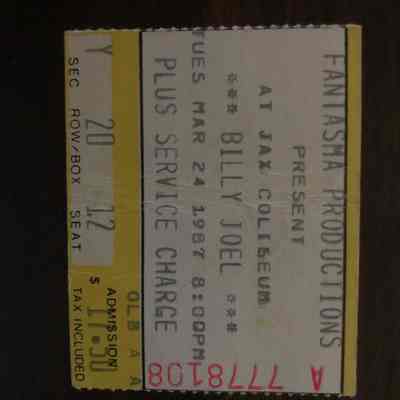 FANTASMA PRODUCTIONS
PRESENT
AT JAX COLISEUM
*** BILLY JOEL ***
TUES MAR 24 1987 8:00PM
PLUS SERVICE CHARGE
A 7778108
Y 20 12
SEC ROW/BOX SEAT
ADMISSION
$ 17.50
TAX INCLUDED